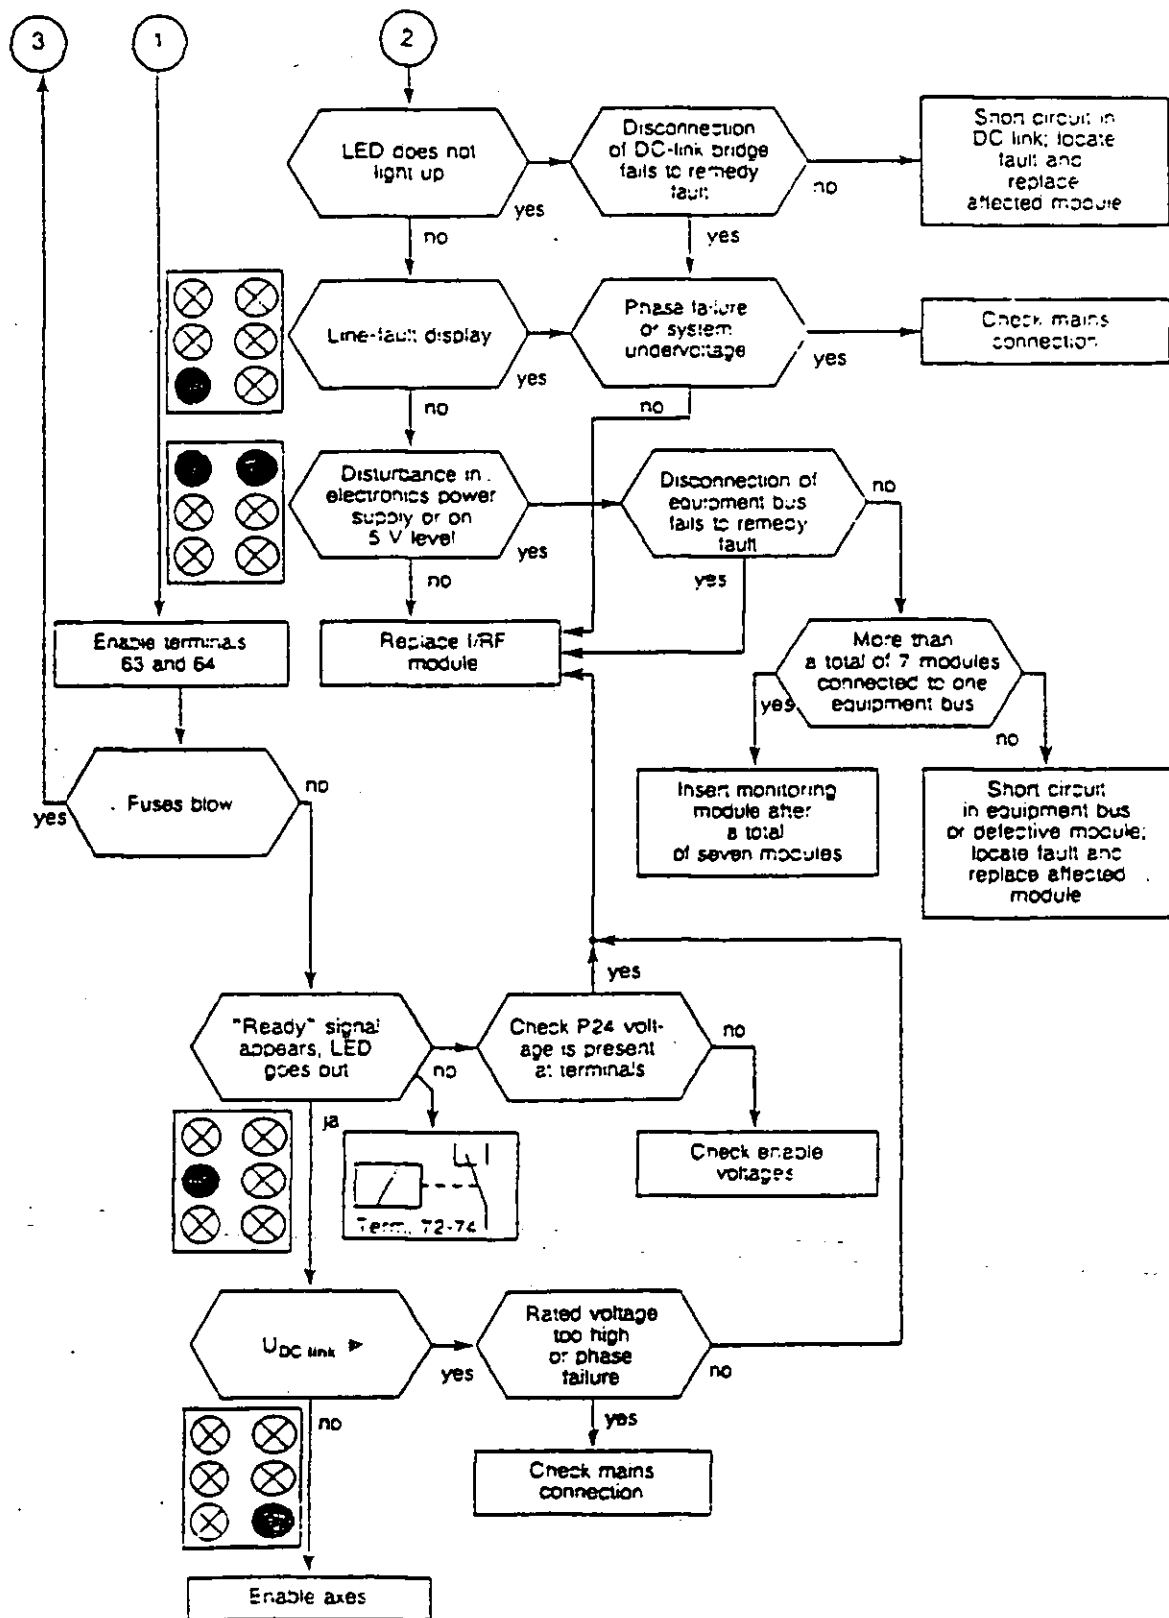 3
1
2
LED does not
light up
yes
no
Disconnection
of DC-link bridge
fails to remedy
fault
no
yes
Short circuit in
DC link; locate
fault and
replace
affected module
Line-fault display
yes
no
Phase failure
or system
undervoltage
yes
no
Check mains
connection
Disturbance in
electronics power
supply or on
5 V level
yes
no
Disconnection of
equipment bus
fails to remedy
fault
no
yes
Enable terminals
63 and 64
Replace I/RF
module
More than
a total of 7 modules
connected to one
equipment bus
yes
no
Fuses blow
yes
no
Insert monitoring
module after
a total
of seven modules
Short circuit
in equipment bus
or defective module;
locate fault and
replace affected
module
"Ready" signal
appears, LED
goes out
no
ja
yes
Check P24 volt-
age is present
at terminals
no
Term. 72-74
Check enable
voltages
UDC link
yes
no
Rated voltage
too high
or phase
failure
no
yes
Check mains
connection
Enable axes